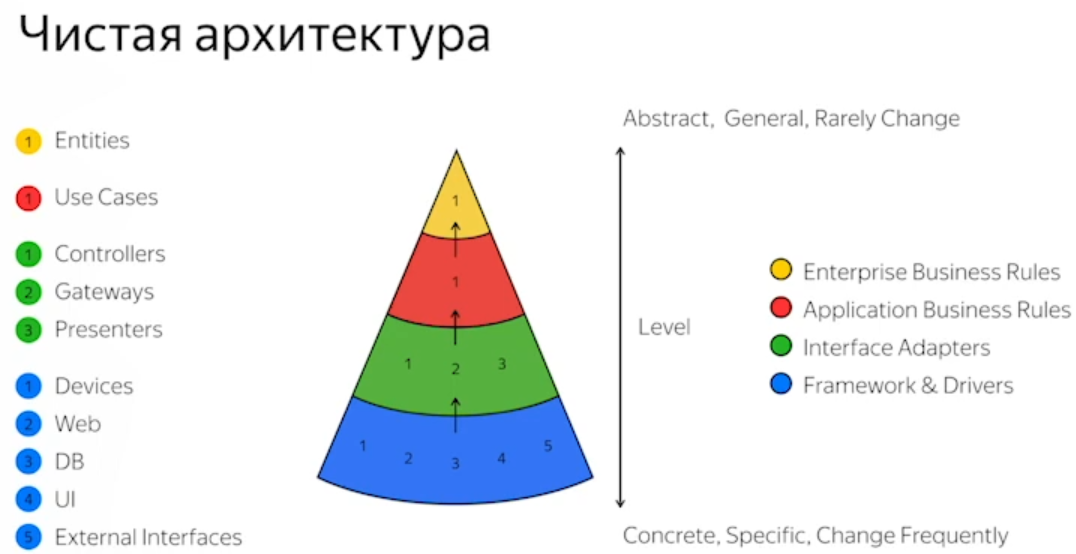 Чистая архитектура
1 Entities
1 Use Cases
1 Controllers
2 Gateways
3 Presenters
1 Devices
2 Web
3 DB
4 UI
5 External Interfaces
1
1
1 2 3
1 2 3 4 5
Abstract, General, Rarely Change
Level
Concrete, Specific, Change Frequently
Enterprise Business Rules
Application Business Rules
Interface Adapters
Framework & Drivers